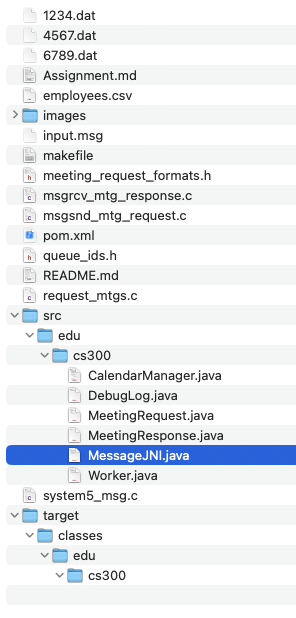 1234.dat
4567.dat
6789.dat
Assignment.md
employees.csv
images
input.msg
makefile
meeting_request_formats.h
msgrcv_mtg_response.c
msgsnd_mtg_request.c
pom.xml
queue_ids.h
README.md
request_mtgs.c
src
edu
cs300
CalendarManager.java
DebugLog.java
MeetingRequest.java
MeetingResponse.java
MessageJNI.java
Worker.java
system5_msg.c
target
classes
edu
cs300